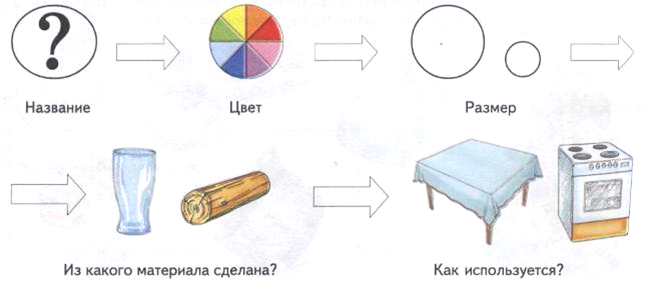 ?
Название
Цвет
Размер
Из какого материала сделана?
Как используется?